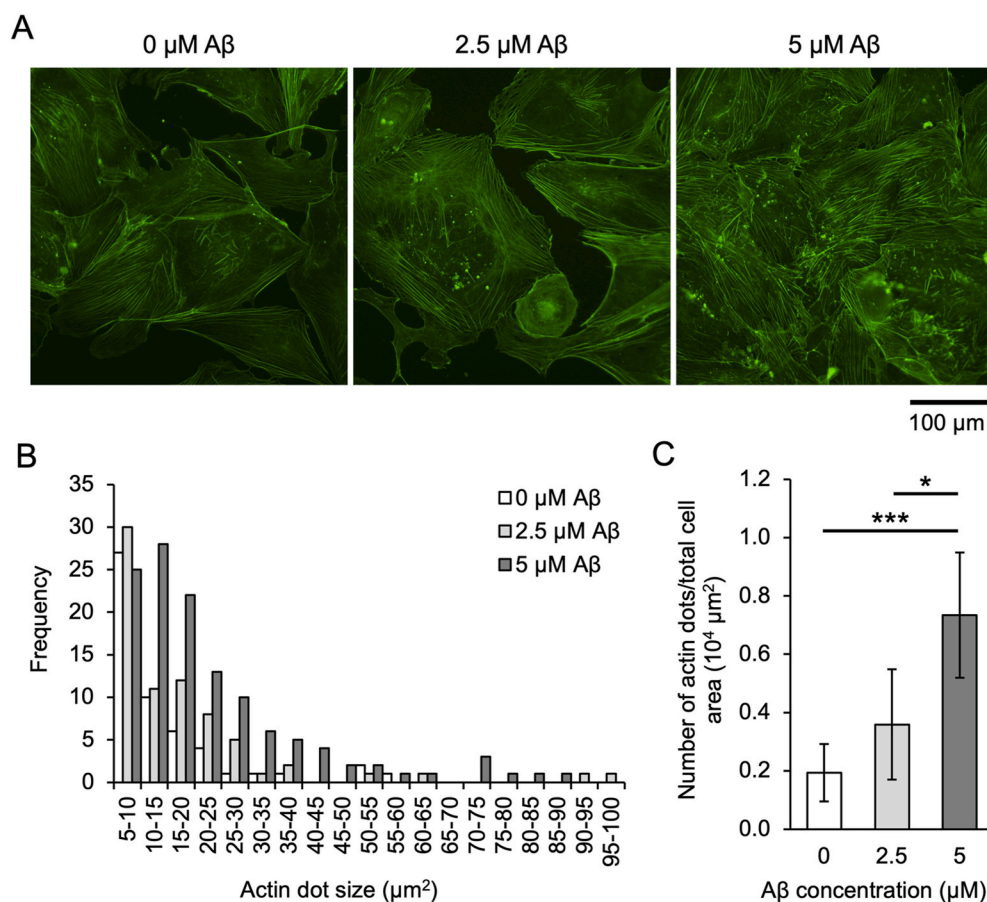 A
0 μM Aβ
2.5 μM Aβ
5 μM Aβ
100 μm
B
35
30
25
20
15
10
5
0
Frequency
0 μM Aβ
2.5 μM Aβ
5 μM Aβ
5-10
10-15
15-20
20-25
25-30
30-35
35-40
40-45
45-50
50-55
55-60
60-65
65-70
70-75
75-80
80-85
85-90
90-95
95-100
Actin dot size (μm²)
C
1.2
1.0
0.8
0.6
0.4
0.2
0.0
Number of actin dots/total cell
area (10⁴ μm²)
*
***
0
2.5
5
Aβ concentration (μM)